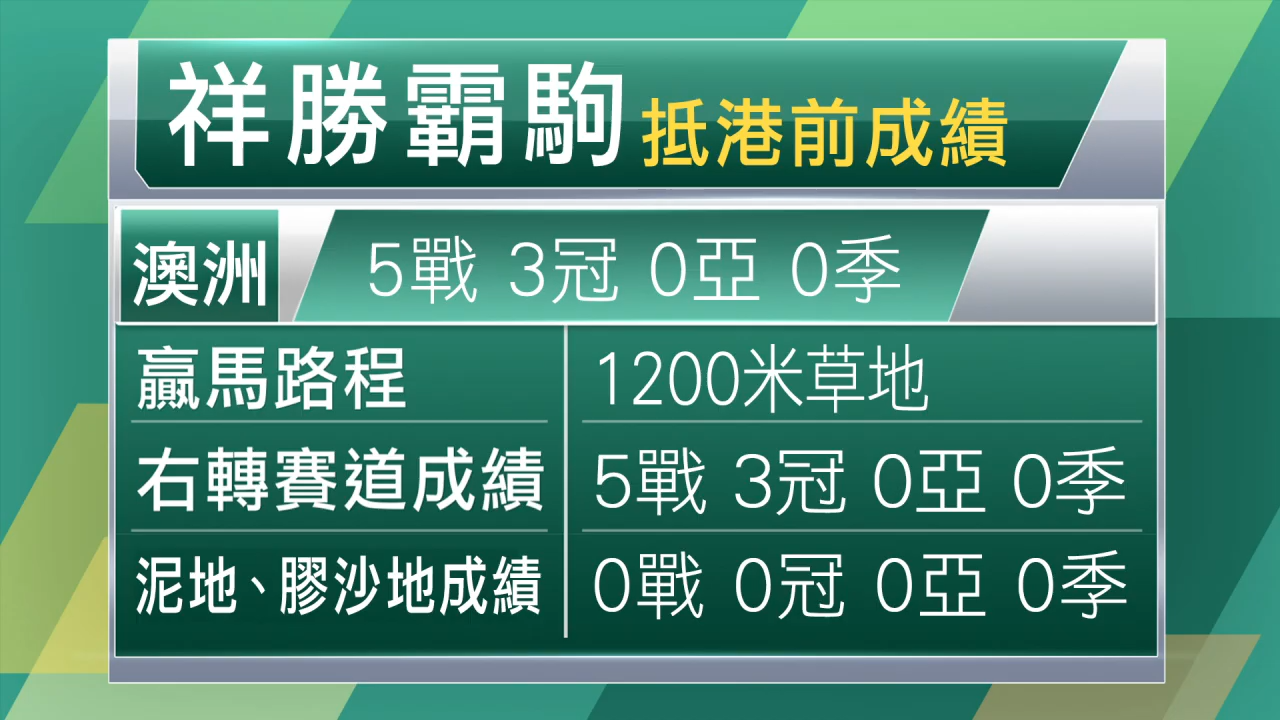 祥勝霸駒 抵港前成績
澳洲 5戰 3冠 0亞 0季
贏馬路程 1200米草地
右轉賽道成績 5戰 3冠 0亞 0季
泥地、膠沙地成績 0戰 0冠 0亞 0季